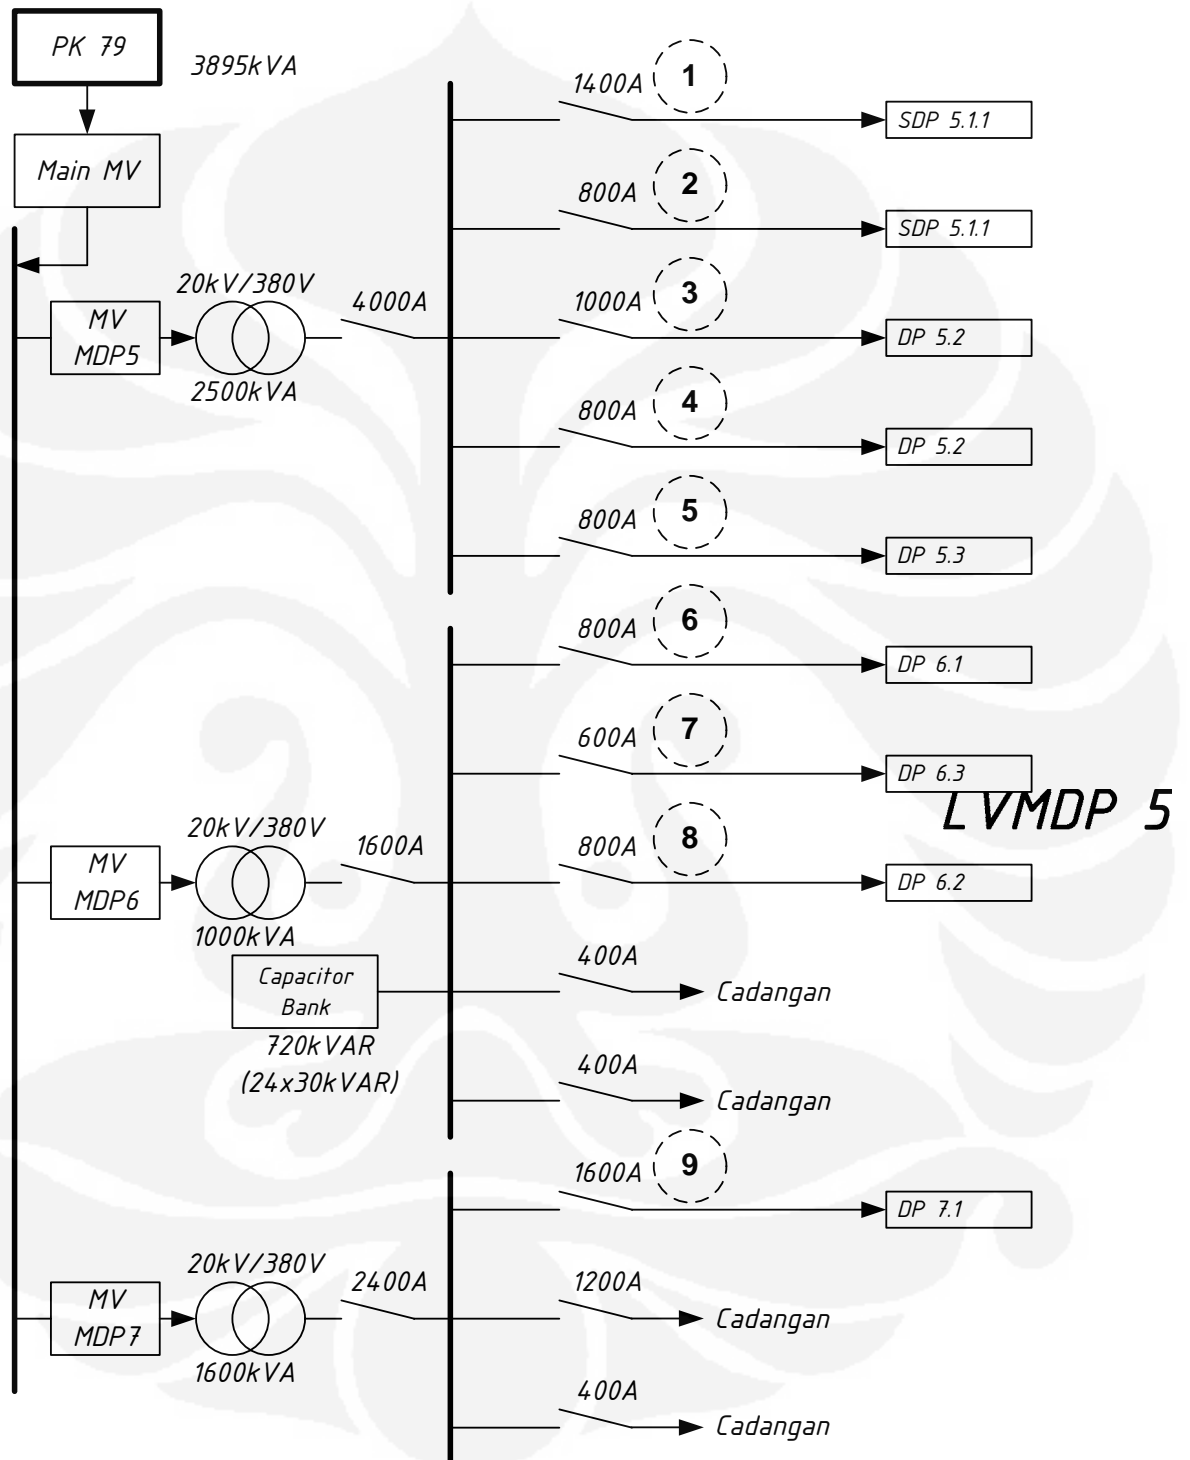 PK 79
3895kVA
Main MV
1400A
1
SDP 5.1.1
800A
2
SDP 5.1.1
20kV/380V
4000A
MV
MDP5
2500kVA
1000A
3
DP 5.2
800A
4
DP 5.2
800A
5
DP 5.3
800A
6
DP 6.1
600A
7
DP 6.3
LVMDP 5
20kV/380V
1600A
MV
MDP6
1000kVA
800A
8
DP 6.2
Capacitor
Bank
720kVAR
(24x30kVAR)
400A
Cadangan
400A
Cadangan
1600A
9
DP 7.1
20kV/380V
2400A
MV
MDP7
1600kVA
1200A
Cadangan
400A
Cadangan